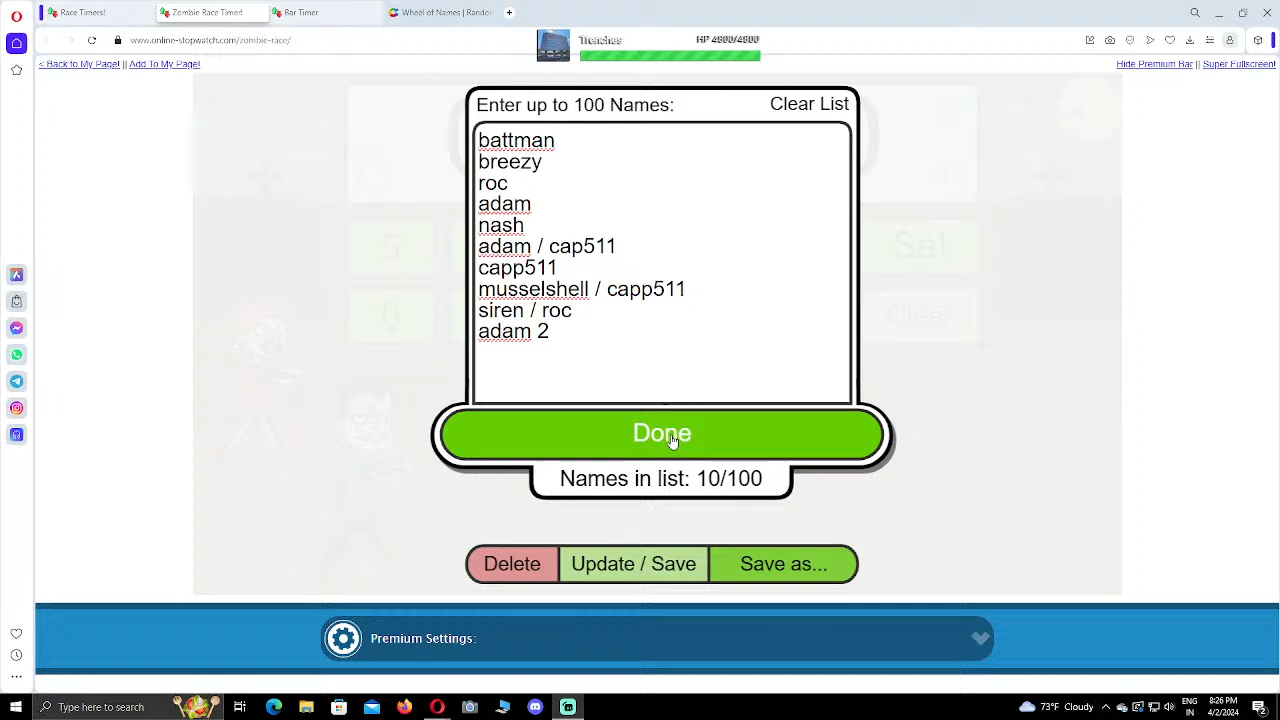 Race Timers!
Zombie Race Timer!
Bar Timer
Wheel of Names | Rando
www.online-stopwatch.com/zombie-race/
Trenches
HP 4800/4800
< Back to My Page! || Add To My Page!
Hide Premium Bar || Super Fullscreen
Enter up to 100 Names:
Clear List
battman
breezy
roc
adam
nash
adam / cap511
capp511
musselshell / capp511
siren / roc
adam 2
Done
Names in list: 10/100
Delete
Update / Save
Save as...
Premium Settings:
Type here to search
73°F Cloudy
ENG
IN
8:26 PM
4/2/2024